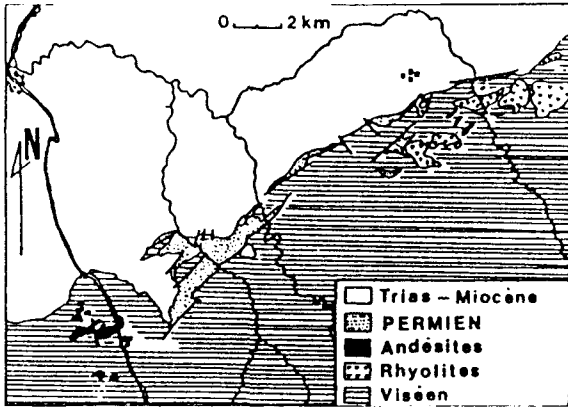 0 2 km
N
Trias - Miocène
PERMIEN
Andésites
Rhyolites
Viséen